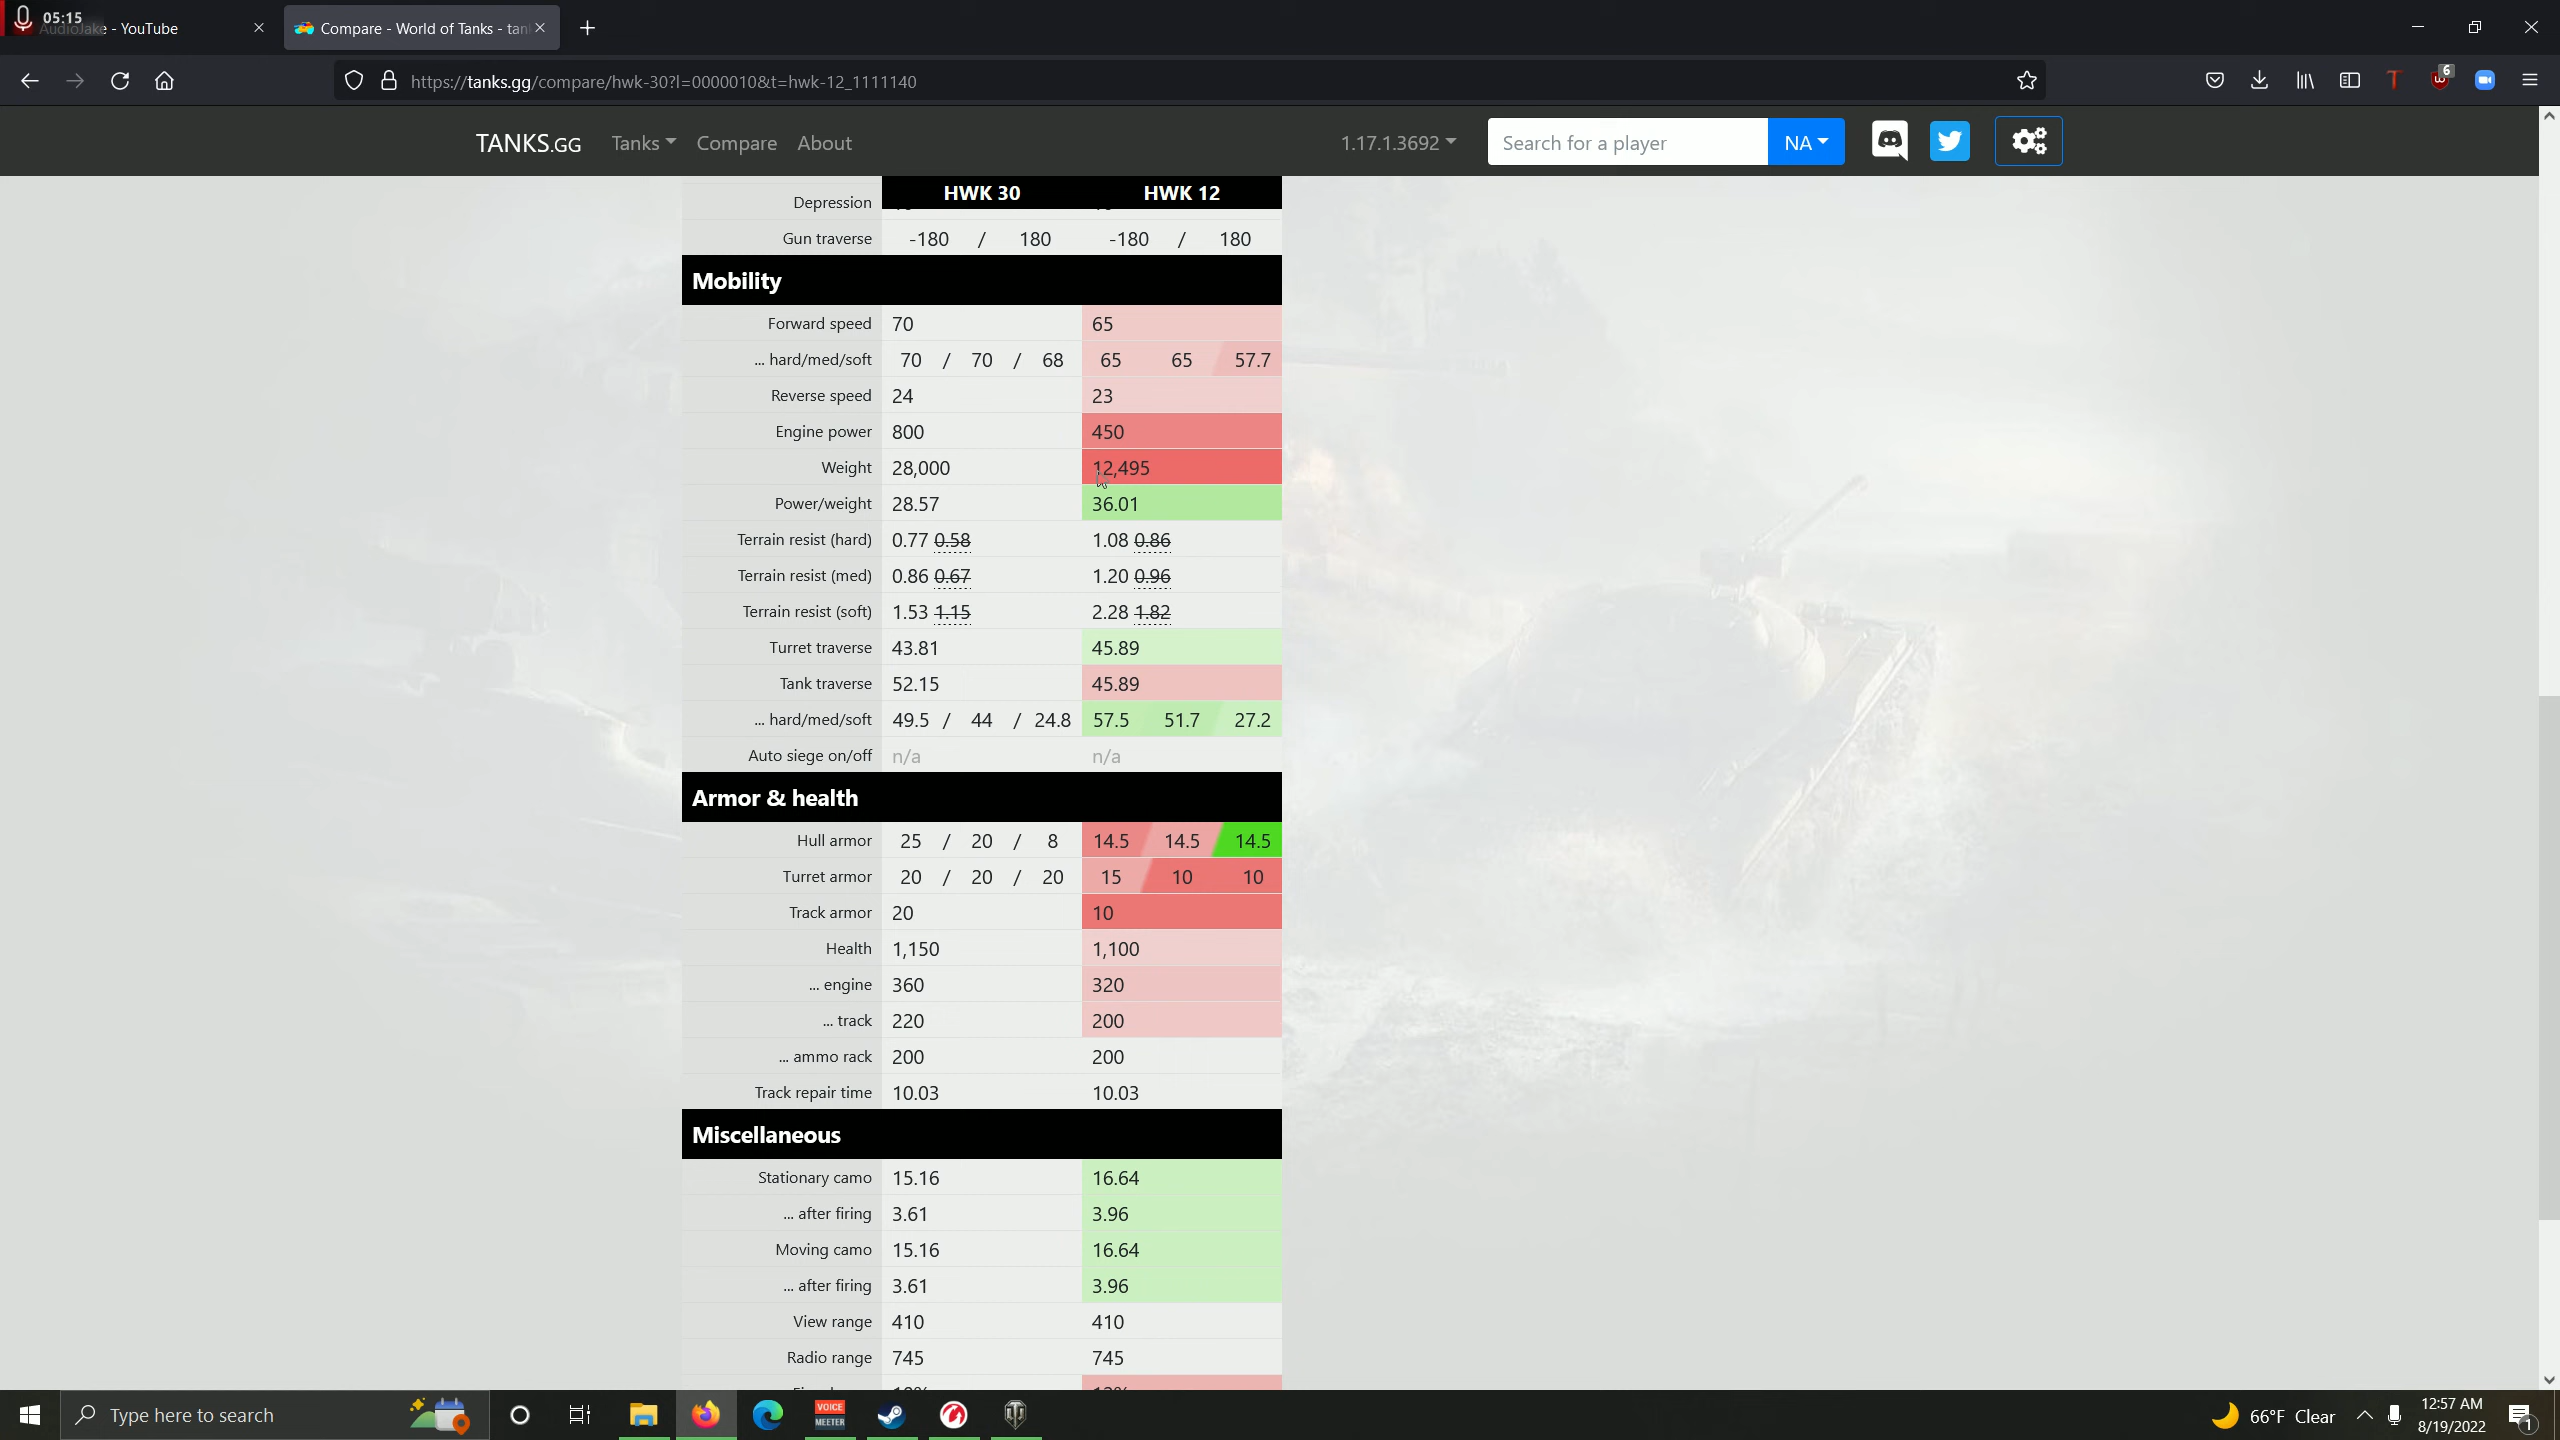 05:15
AudioJake - YouTube
Compare - World of Tanks - tan
https://tanks.gg/compare/hwk-30?l=0000010&t=hwk-12_1111140
6
TANKS.GG Tanks Compare About 1.17.1.3692 Search for a player NA
HWK 30 HWK 12
Depression
Gun traverse -180 / 180 -180 / 180
Mobility
Forward speed 70 65
... hard/med/soft 70 / 70 / 68 65 65 57.7
Reverse speed 24 23
Engine power 800 450
Weight 28,000 12,495
Power/weight 28.57 36.01
Terrain resist (hard) 0.77 0.58 1.08 0.86
Terrain resist (med) 0.86 0.67 1.20 0.96
Terrain resist (soft) 1.53 1.15 2.28 1.82
Turret traverse 43.81 45.89
Tank traverse 52.15 45.89
... hard/med/soft 49.5 / 44 / 24.8 57.5 51.7 27.2
Auto siege on/off n/a n/a
Armor & health
Hull armor 25 / 20 / 8 14.5 14.5 14.5
Turret armor 20 / 20 / 20 15 10 10
Track armor 20 10
Health 1,150 1,100
... engine 360 320
... track 220 200
... ammo rack 200 200
Track repair time 10.03 10.03
Miscellaneous
Stationary camo 15.16 16.64
... after firing 3.61 3.96
Moving camo 15.16 16.64
... after firing 3.61 3.96
View range 410 410
Radio range 745 745
Type here to search
VOICE
MEETER
66°F Clear
12:57 AM
8/19/2022
1